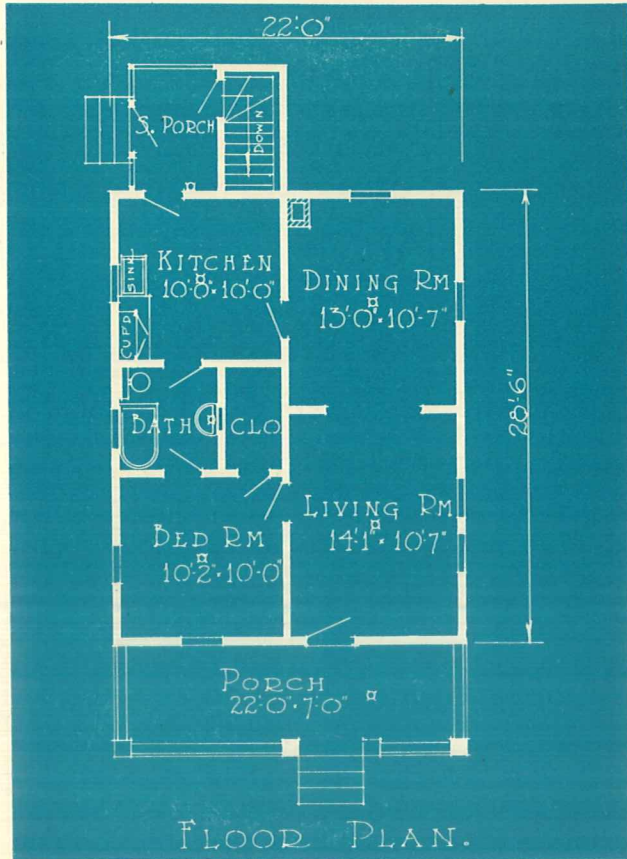 22'-0"
S. PORCH
DOWN
KITCHEN
10'-0" x 10'-0"
SINK
CUP'D
DINING RM
13'-0" x 10'-7"
28'-6"
BATH
CLO
LIVING RM
14'-1" x 10'-7"
BED RM
10'-2" x 10'-0"
PORCH
22'-0" x 7'-0"
FLOOR PLAN.